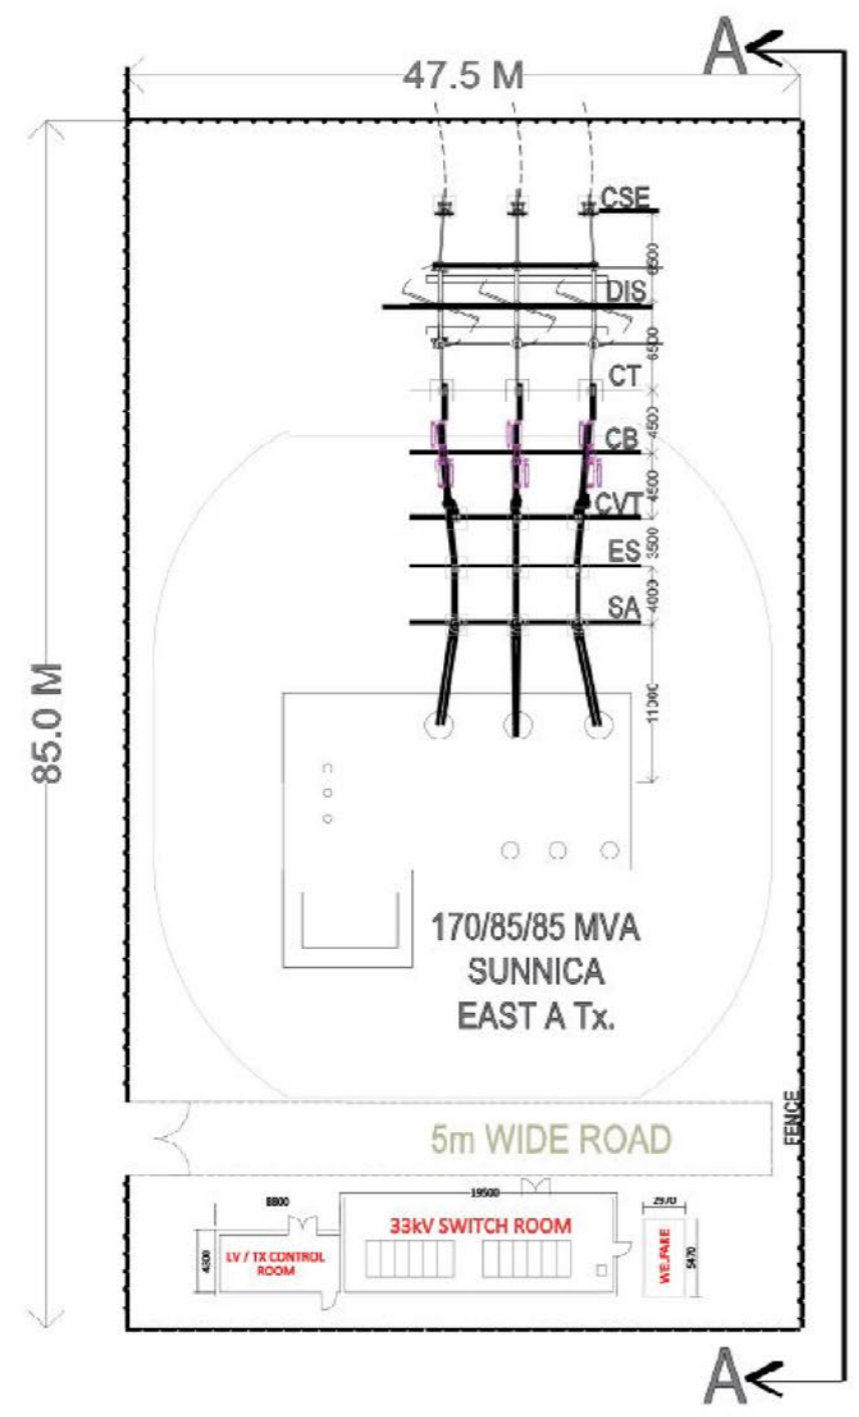 A
47.5 M
CSE
6500
DIS
6500
CT
4500
CB
4500
CVT
3500
ES
4000
SA
11000
85.0 M
170/85/85 MVA
SUNNICA
EAST A Tx.
5m WIDE ROAD
FENCE
8800
19500
2970
33kV SWITCH ROOM
4300
LV / TX CONTROL
ROOM
WELFARE
5470
A